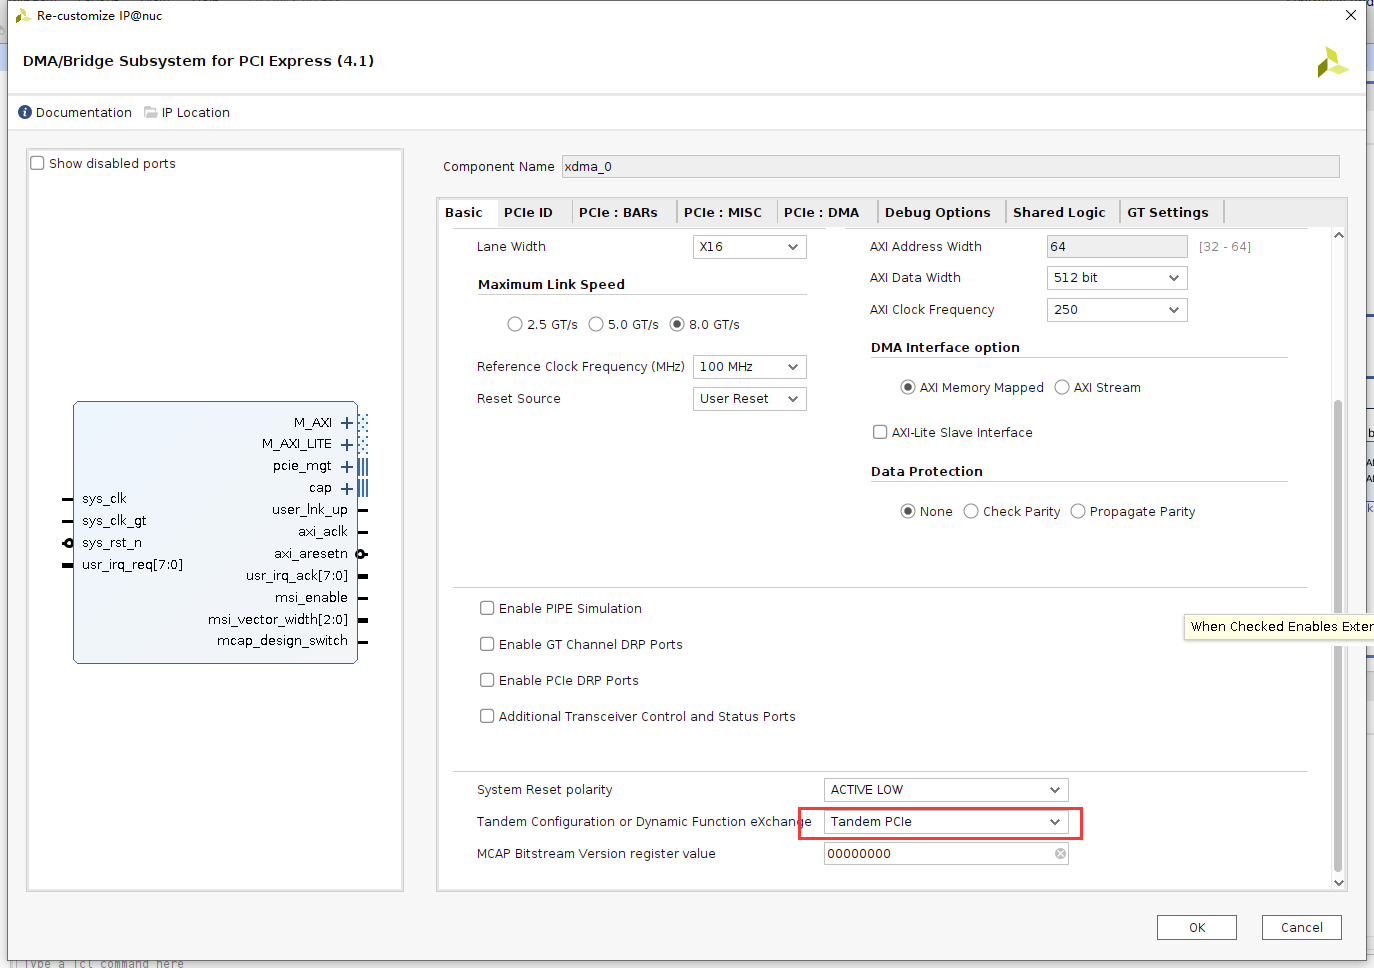 Re-customize IP@nuc
DMA/Bridge Subsystem for PCI Express (4.1)
Documentation IP Location
Show disabled ports
Component Name xdma_0
Basic PCIe ID PCIe : BARs PCIe : MISC PCIe : DMA Debug Options Shared Logic GT Settings
Lane Width X16
Maximum Link Speed
2.5 GT/s 5.0 GT/s 8.0 GT/s
Reference Clock Frequency (MHz) 100 MHz
Reset Source User Reset
AXI Address Width 64 [32 - 64]
AXI Data Width 512 bit
AXI Clock Frequency 250
DMA Interface option
AXI Memory Mapped AXI Stream
AXI-Lite Slave Interface
Data Protection
None Check Parity Propagate Parity
M_AXI
M_AXI_LITE
pcie_mgt
cap
user_lnk_up
axi_aclk
axi_aresetn
usr_irq_ack[7:0]
msi_enable
msi_vector_width[2:0]
mcap_design_switch
sys_clk
sys_clk_gt
sys_rst_n
usr_irq_req[7:0]
Enable PIPE Simulation
Enable GT Channel DRP Ports
Enable PCIe DRP Ports
Additional Transceiver Control and Status Ports
When Checked Enables Exter
System Reset polarity ACTIVE LOW
Tandem Configuration or Dynamic Function eXchange Tandem PCIe
MCAP Bitstream Version register value 00000000
OK Cancel
Type a Tcl command here